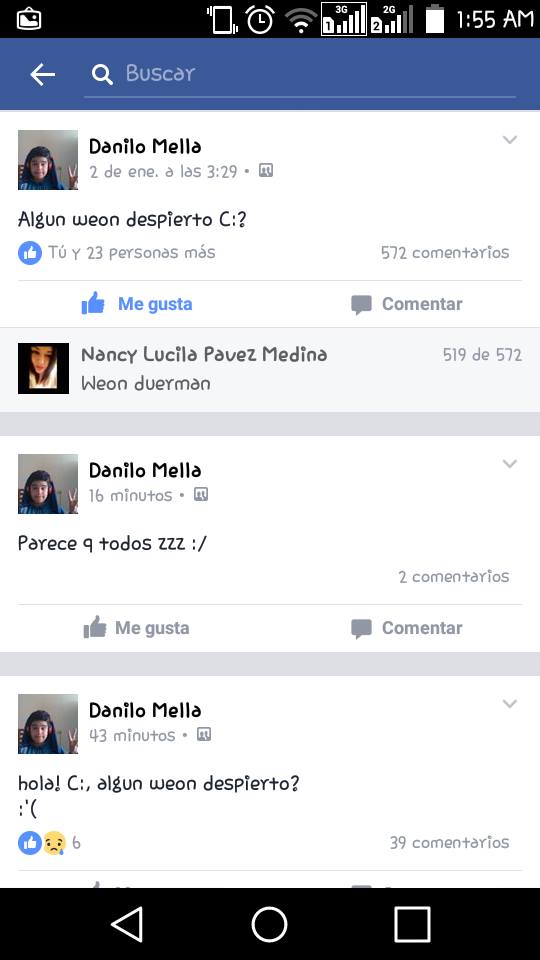 3G
1
2G
2
1:55 AM
Buscar
Danilo Mella
2 de ene. a las 3:29 •
Algun weon despierto C:?
Tú y 23 personas más
572 comentarios
Me gusta
Comentar
Nancy Lucila Pavez Medina
519 de 572
Weon duerman
Danilo Mella
16 minutos •
Parece q todos zzz :/
2 comentarios
Me gusta
Comentar
Danilo Mella
43 minutos •
hola! C:, algun weon despierto?
:'(
6
39 comentarios